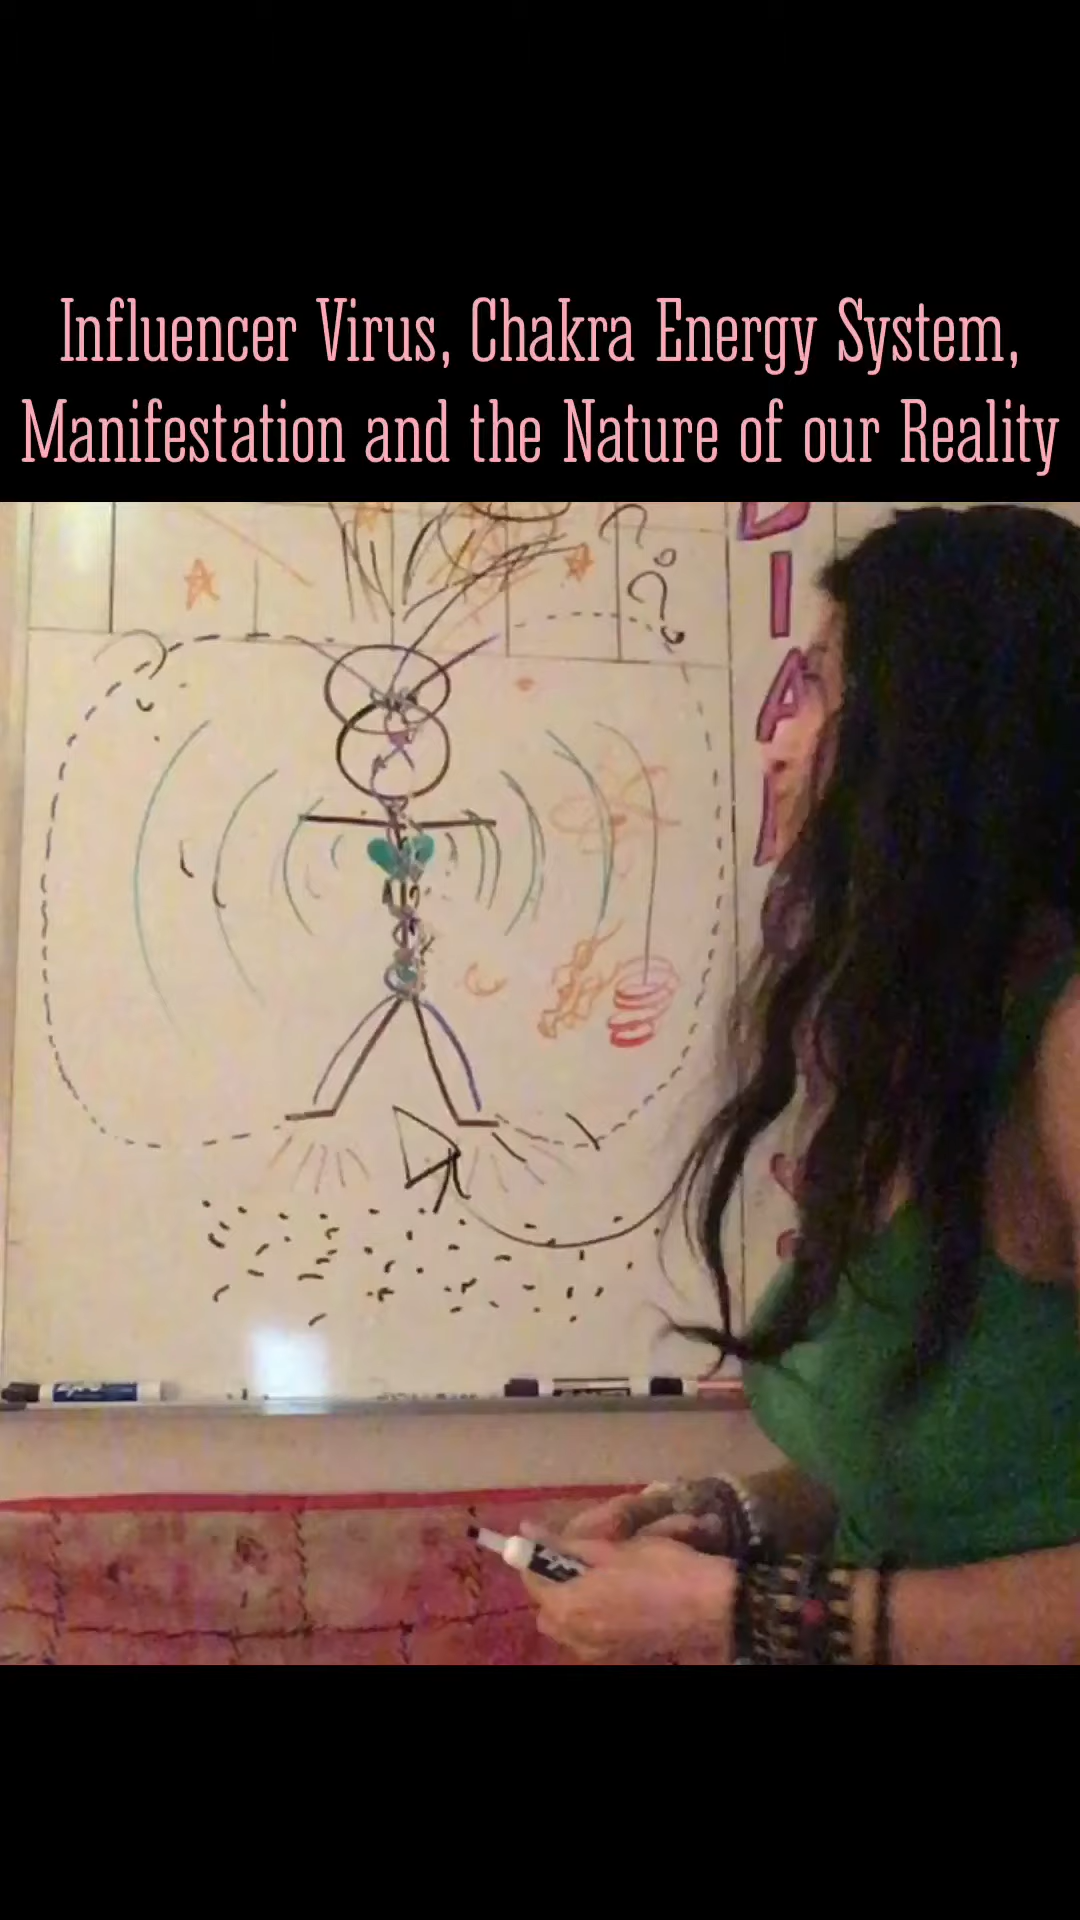 Influencer Virus, Chakra Energy System,
Manifestation and the Nature of our Reality
? ?
D
I
A